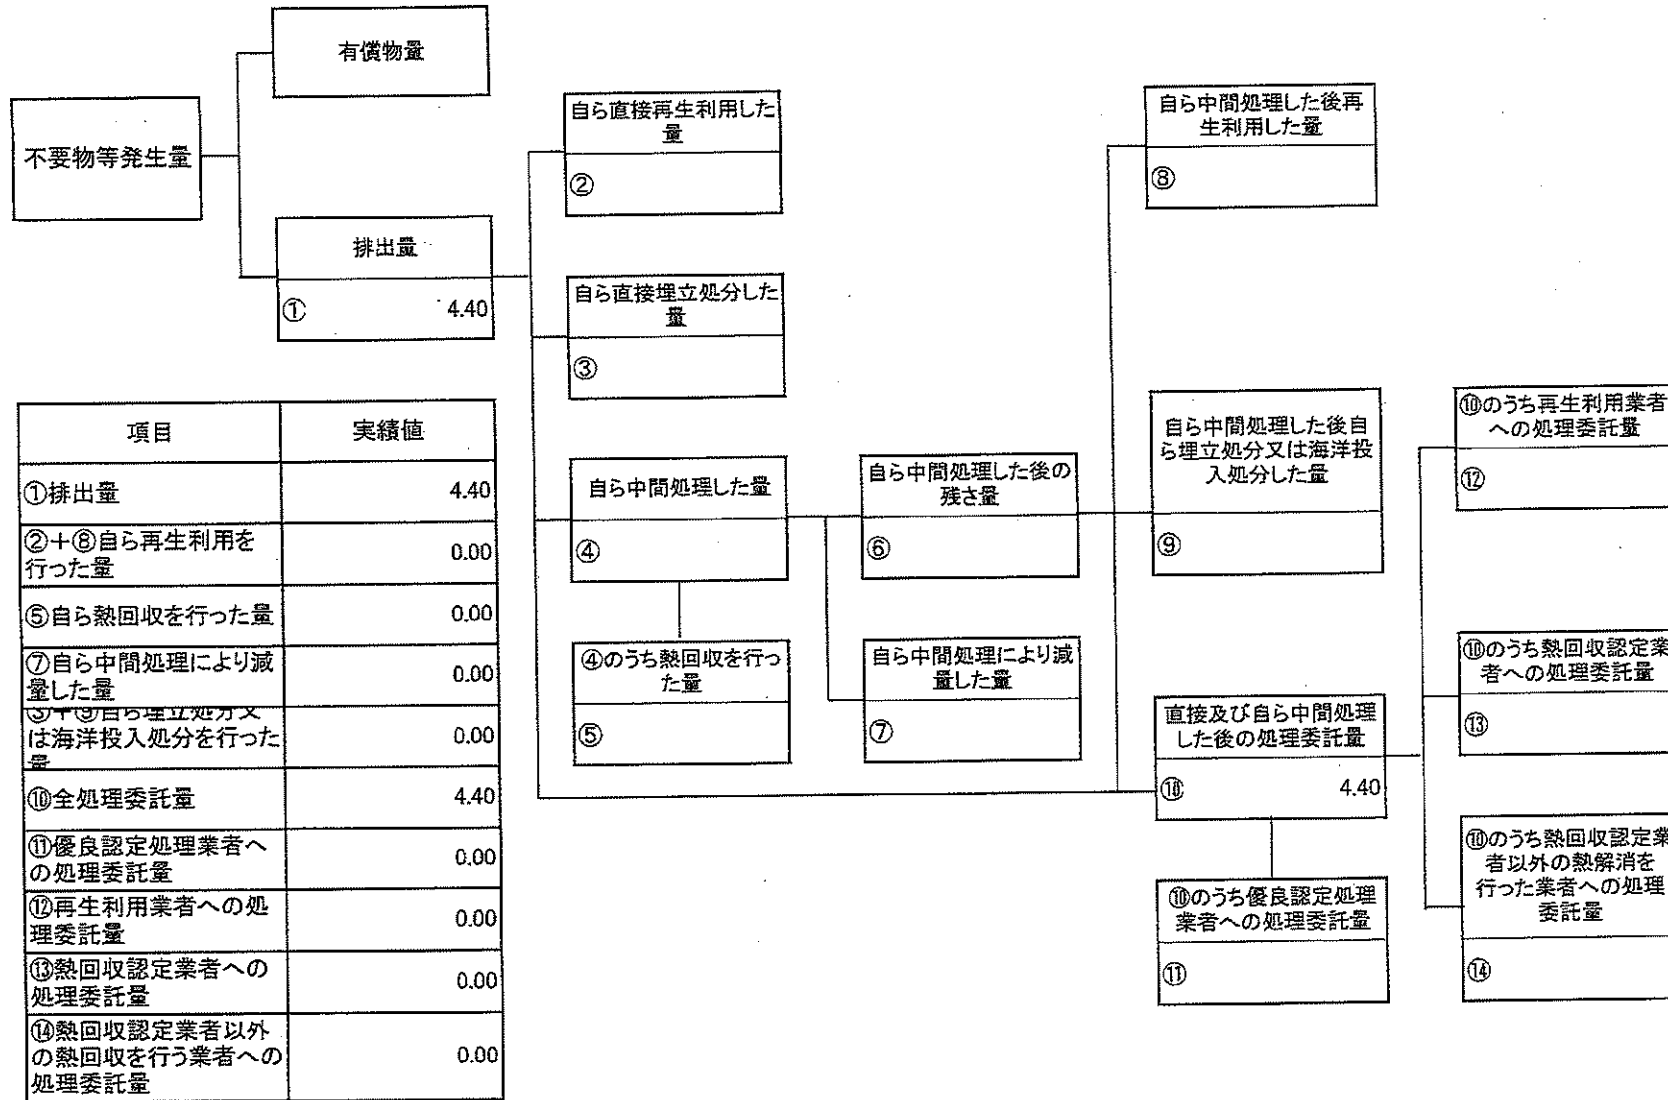 有償物量
不要物等発生量
排出量
① 4.40
自ら直接再生利用した
量
②
自ら直接埋立処分した
量
③
自ら中間処理した量
④
④のうち熱回収を行っ
た量
⑤
自ら中間処理した後の
残さ量
⑥
自ら中間処理により減
量した量
⑦
自ら中間処理した後再
生利用した量
⑧
自ら中間処理した後自
ら埋立処分又は海洋投
入処分した量
⑨
直接及び自ら中間処理
した後の処理委託量
⑩ 4.40
⑩のうち優良認定処理
業者への処理委託量
⑪
⑩のうち再生利用業者
への処理委託量
⑫
⑩のうち熱回収認定業
者への処理委託量
⑬
⑩のうち熱回収認定業
者以外の熱解消を
行った業者への処理
委託量
⑭
項目 実績値
①排出量 4.40
②+⑧自ら再生利用を
行った量 0.00
⑤自ら熱回収を行った量 0.00
⑦自ら中間処理により減
量した量 0.00
③+⑨自ら埋立処分又
は海洋投入処分を行った
量 0.00
⑩全処理委託量 4.40
⑪優良認定処理業者へ
の処理委託量 0.00
⑫再生利用業者への処
理委託量 0.00
⑬熱回収認定業者への
処理委託量 0.00
⑭熱回収認定業者以外
の熱回収を行う業者への
処理委託量 0.00